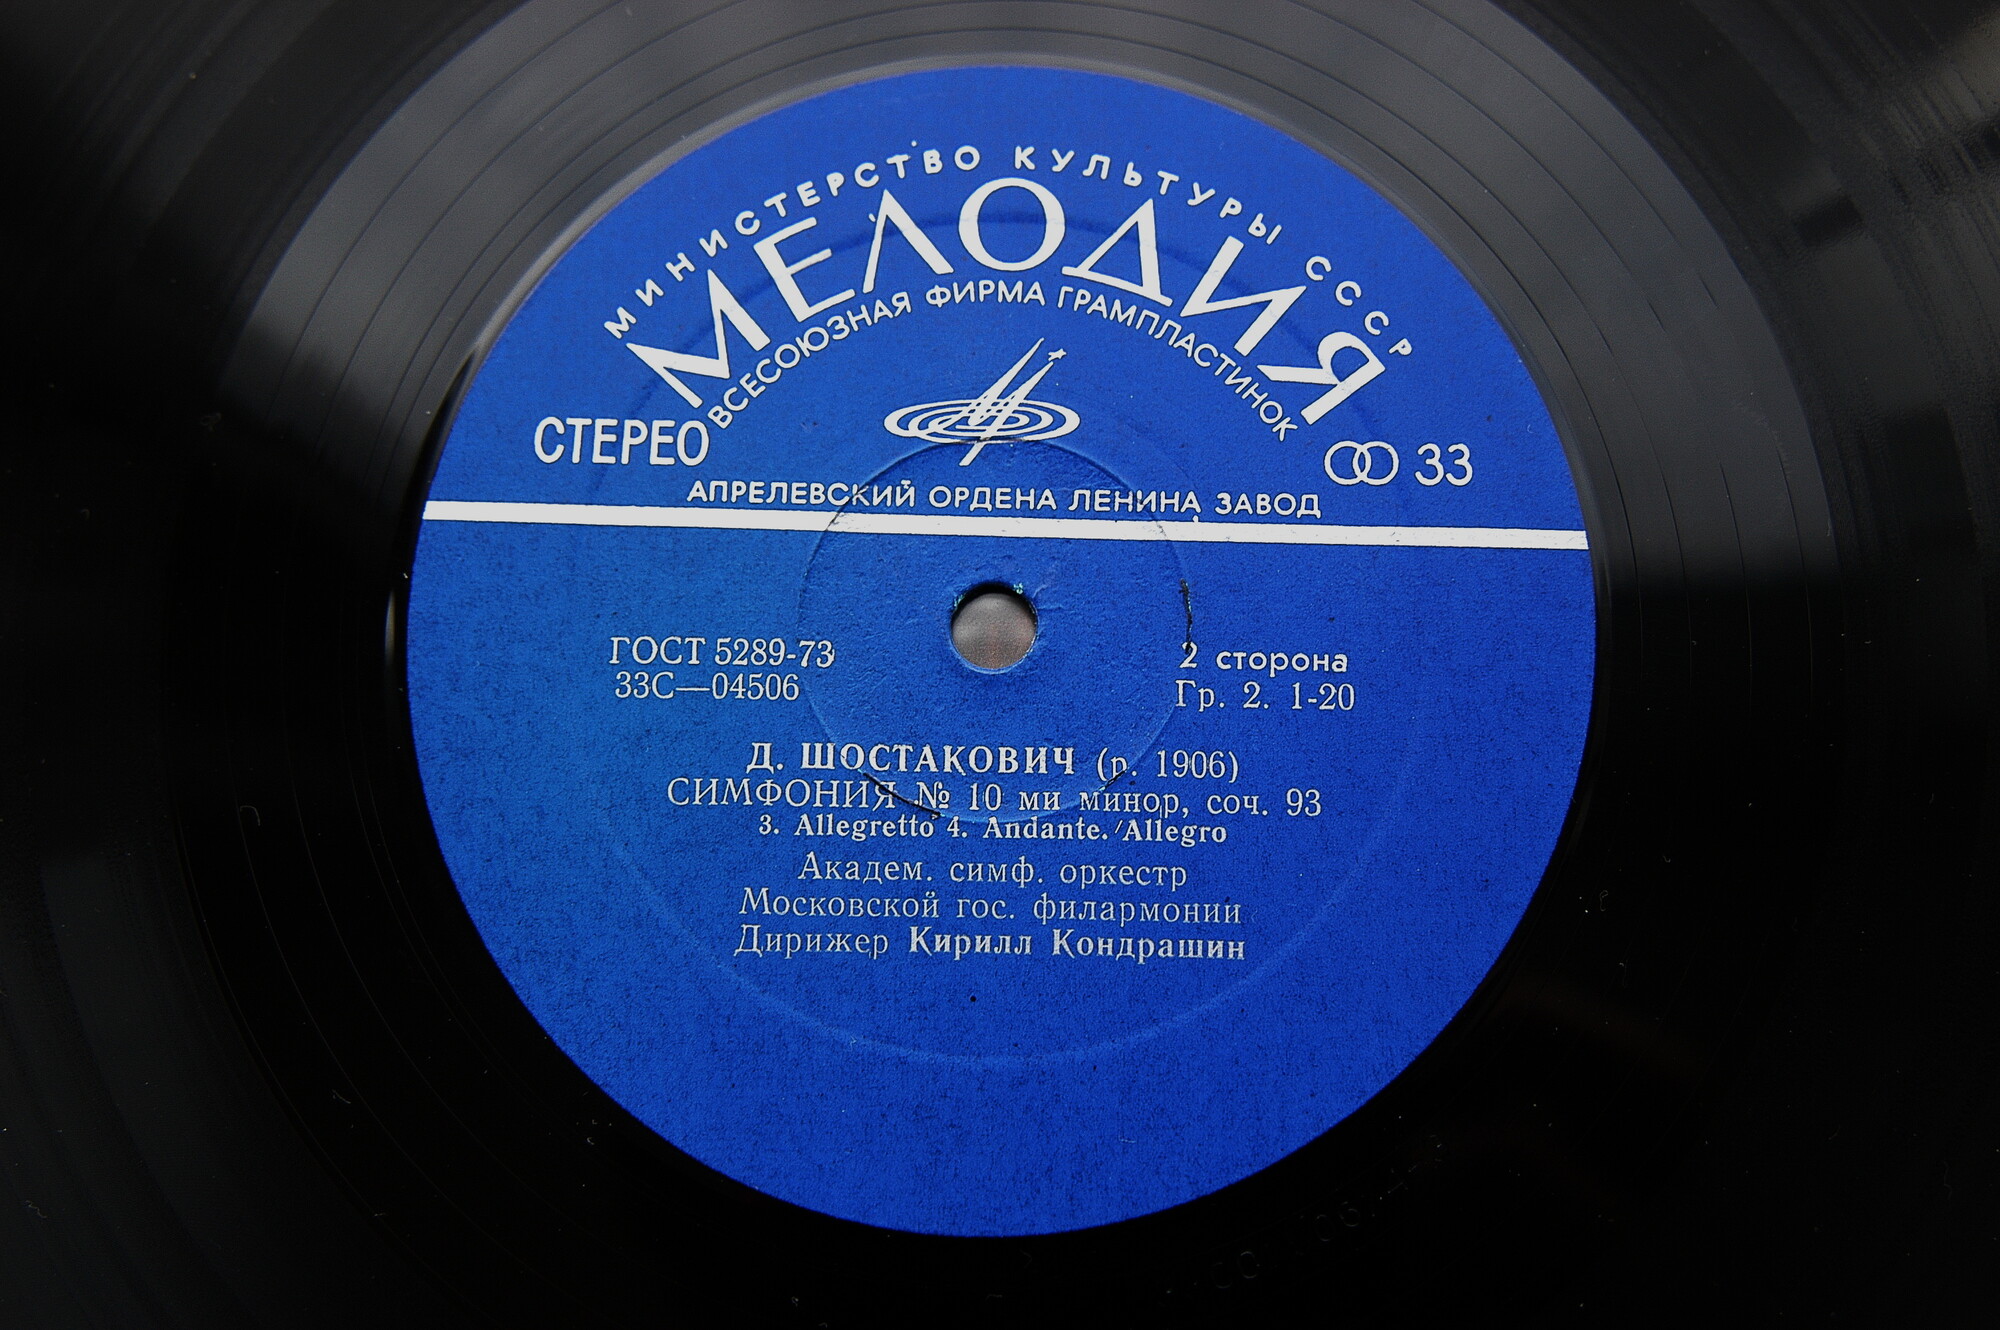 МИНИСТЕРСТВО КУЛЬТУРЫ СССР
МЕЛОДИЯ
ВСЕСОЮЗНАЯ ФИРМА ГРАМПЛАСТИНОК
СТЕРЕО
33
АПРЕЛЕВСКИЙ ОРДЕНА ЛЕНИНА ЗАВОД
ГОСТ 5289-73
33С—04506
2 сторона
Гр. 2. 1-20
Д. ШОСТАКОВИЧ (р. 1906)
СИМФОНИЯ № 10 ми минор, соч. 93
3. Allegretto 4. Andante. Allegro
Академ. симф. оркестр
Московской гос. филармонии
Дирижер Кирилл Кондрашин